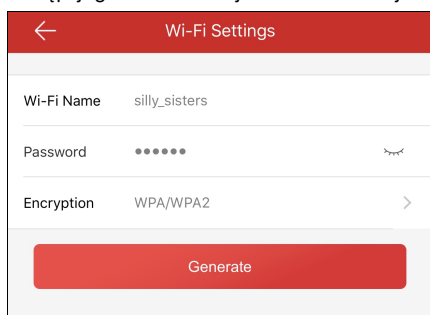 Wi-Fi Settings
Wi-Fi Name silly_sisters
Password ●●●●●●
Encryption WPA/WPA2
Generate